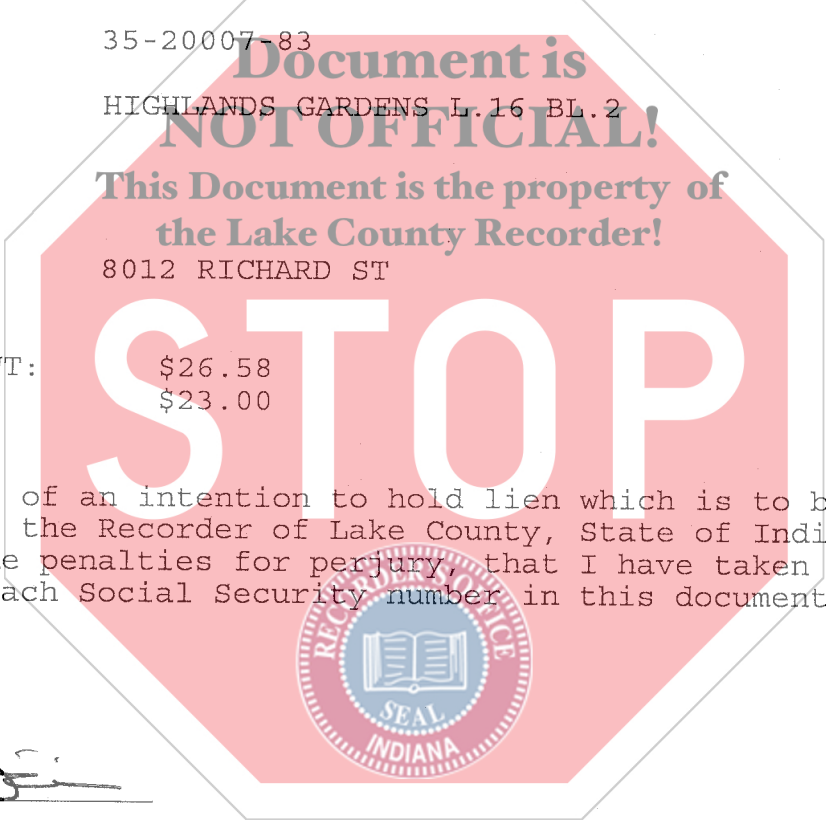 35-20007-83
Document is
HIGHLANDS GARDENS L.16 BL.2
NOT OFFICIAL!
This Document is the property of
the Lake County Recorder!
8012 RICHARD ST
STOP
T: $26.58
$23.00
of an intention to hold lien which is to b
the Recorder of Lake County, State of Indi
e penalties for perjury, that I have taken
ach Social Security number in this document
RECORDER'S OFFICE
SEAL
INDIANA